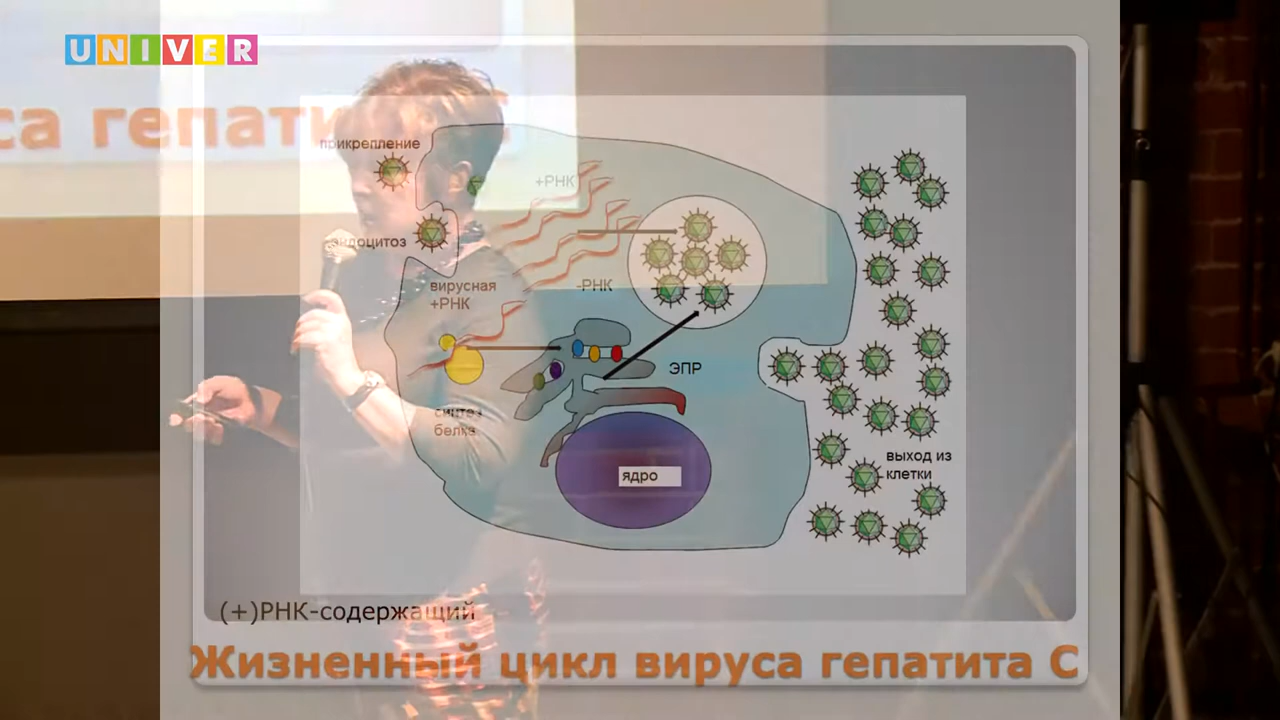 UNIVER
са гепати
прикрепление
+РНК
эндоцитоз
вирусная
+РНК
-РНК
ЭПР
синтез
белка
ядро
выход из
клетки
(+)РНК-содержащий
Жизненный цикл вируса гепатита С